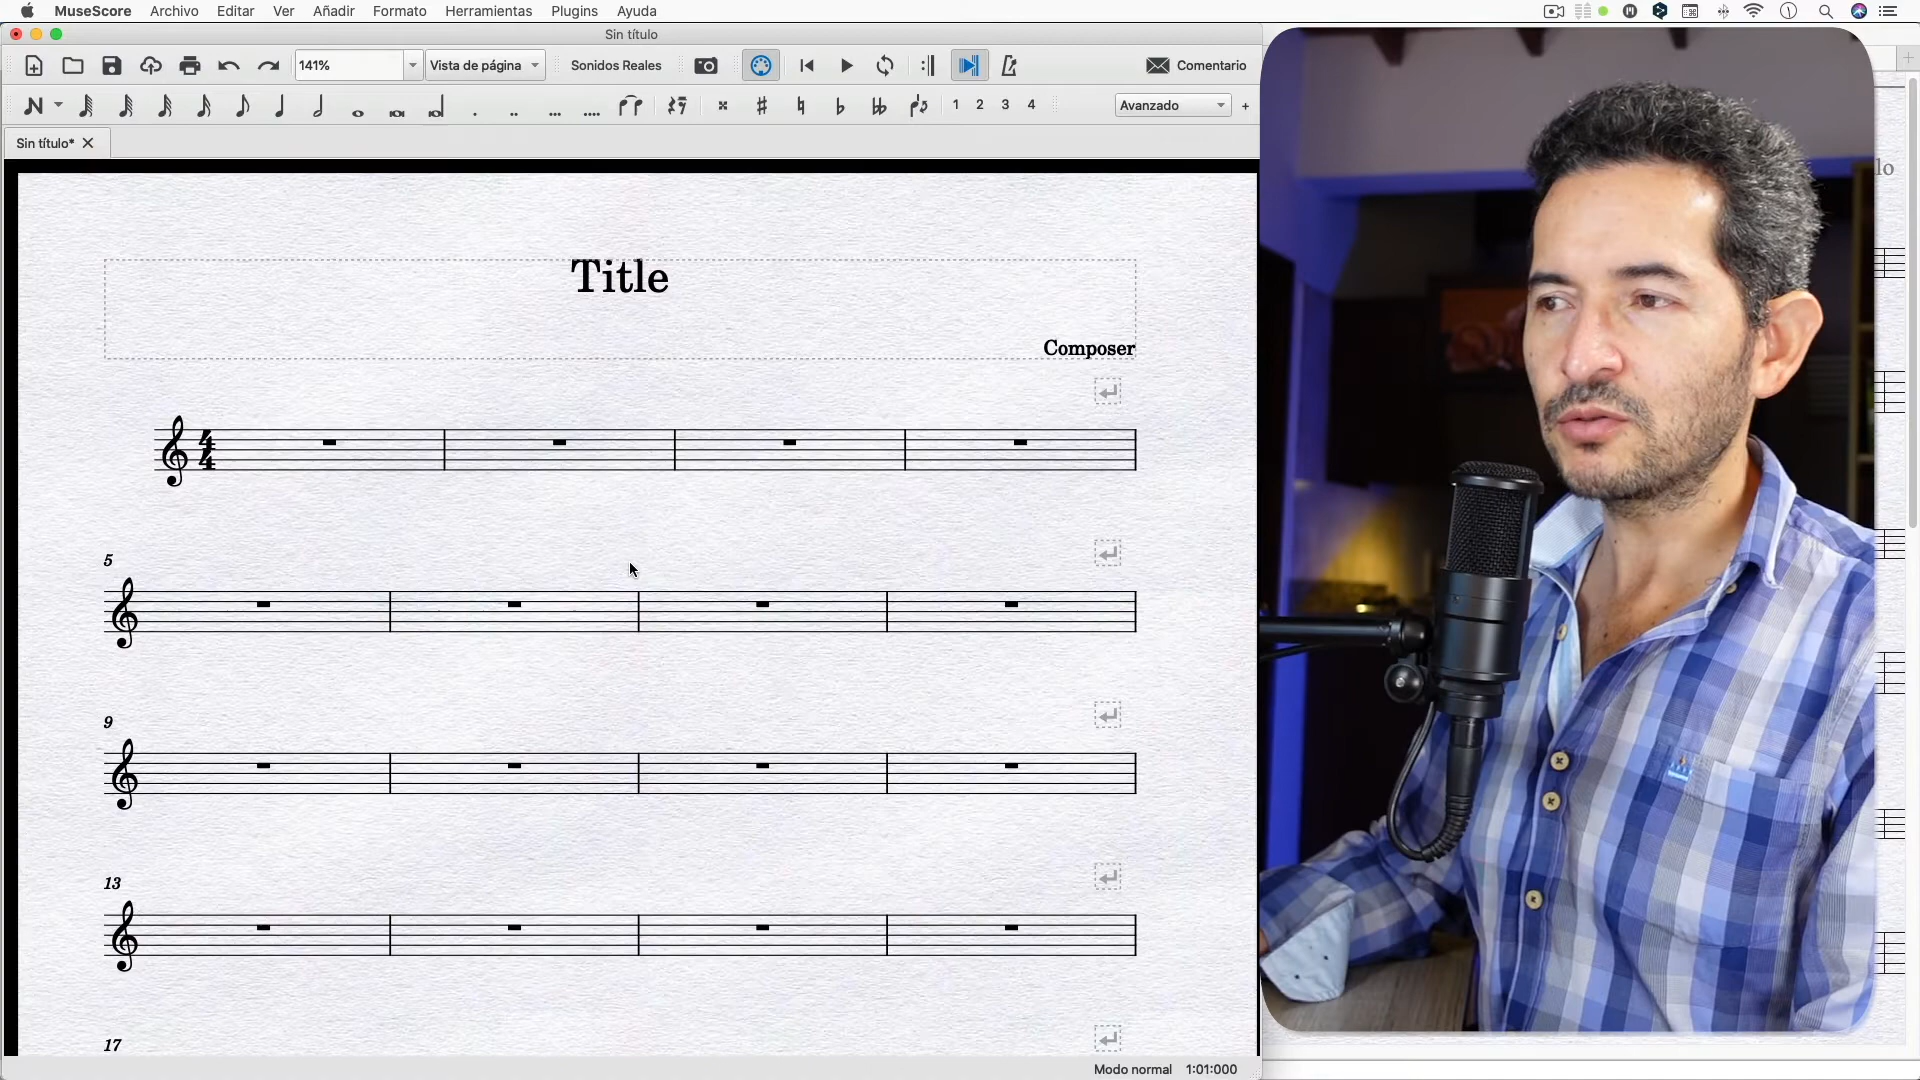 MuseScore Archivo Editar Ver Añadir Formato Herramientas Plugins Ayuda
Sin título
141% Vista de página Sonidos Reales Comentario
1 2 3 4 Avanzado +
Sin título*
Title
Composer
5
9
13
17
Modo normal 1:01:000
lo